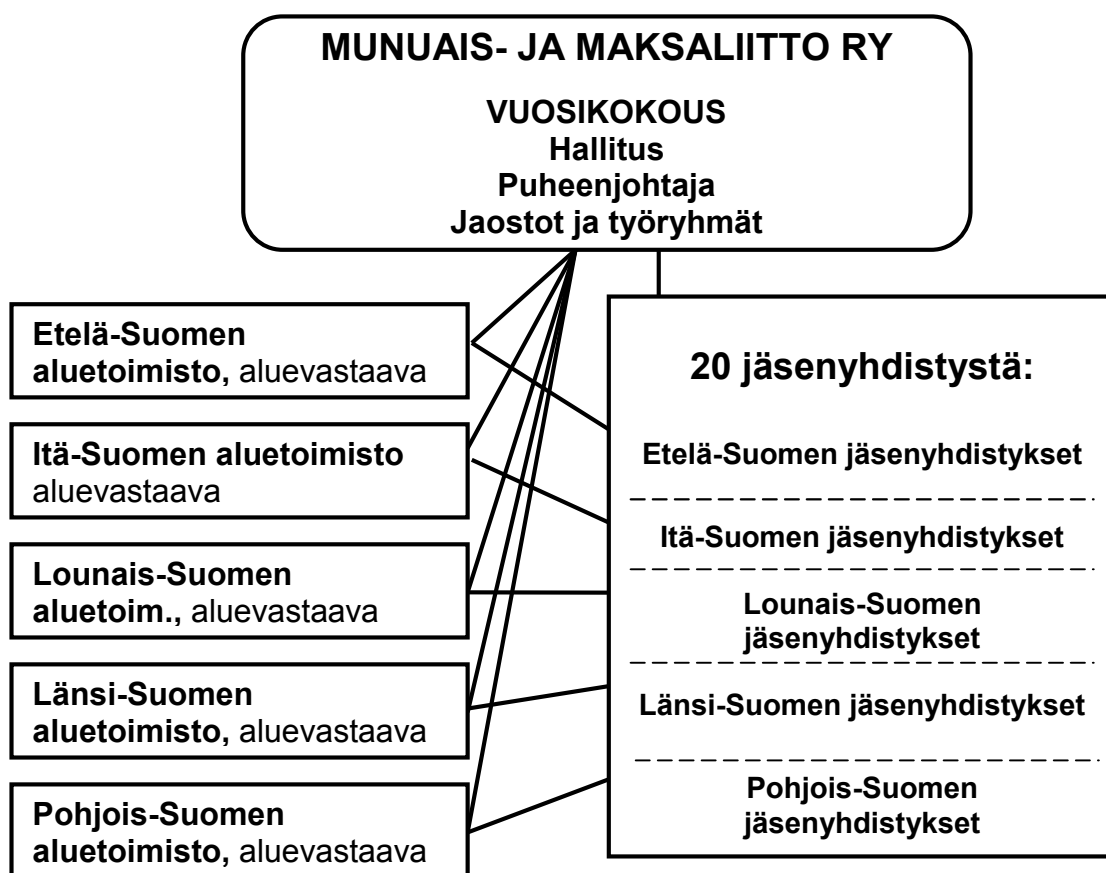 MUNUAIS- JA MAKSALIITTO RY
VUOSIKOKOUS
Hallitus
Puheenjohtaja
Jaostot ja työryhmät
Etelä-Suomen
aluetoimisto, aluevastaava
Itä-Suomen aluetoimisto
aluevastaava
Lounais-Suomen
aluetoim., aluevastaava
Länsi-Suomen
aluetoimisto, aluevastaava
Pohjois-Suomen
aluetoimisto, aluevastaava
20 jäsenyhdistystä:
Etelä-Suomen jäsenyhdistykset
Itä-Suomen jäsenyhdistykset
Lounais-Suomen
jäsenyhdistykset
Länsi-Suomen jäsenyhdistykset
Pohjois-Suomen
jäsenyhdistykset